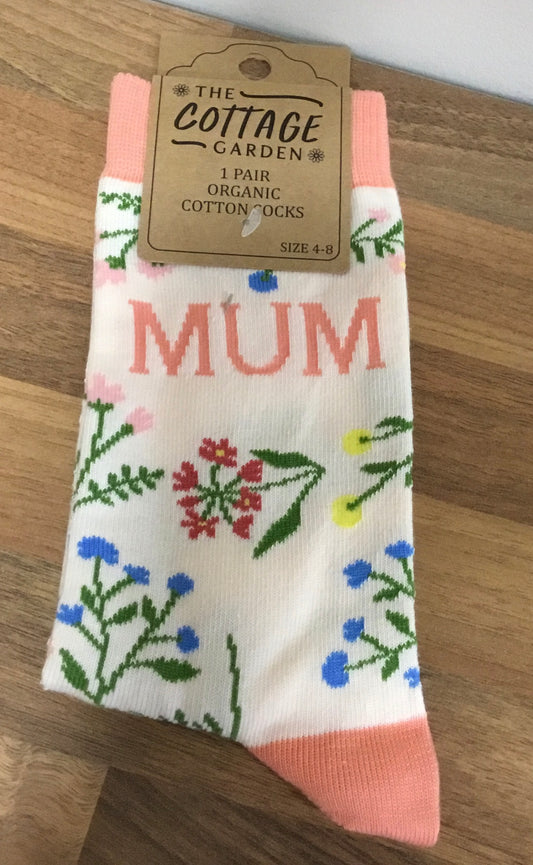 THE
COTTAGE
GARDEN
1 PAIR
ORGANIC
COTTON SOCKS
SIZE 4-8
MUM